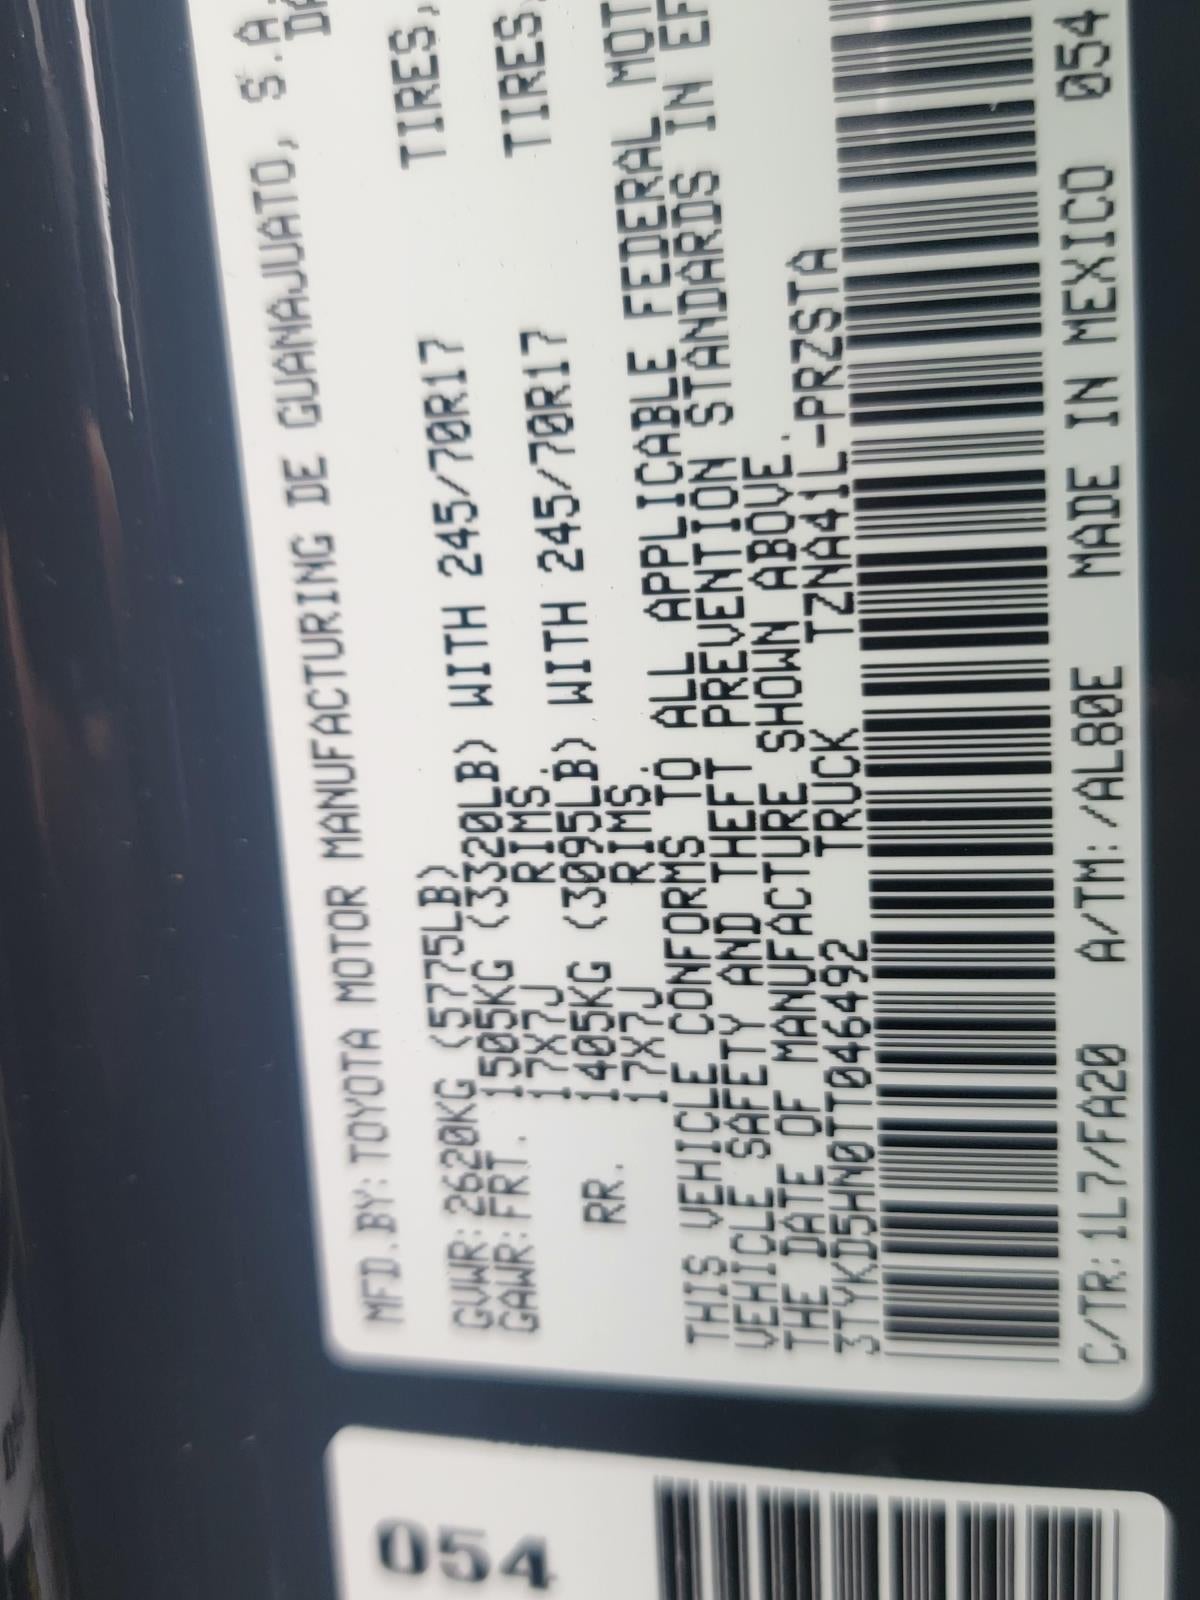 MFD.BY: TOYOTA MOTOR MANUFACTURING DE GUANAJUATO, S.A.
GVWR: 2620KG (5775LB)
GAWR: FRT. 1505KG (3320LB) WITH 245/70R17 TIRES,
17X7J RIMS.
RR. 1405KG (3095LB) WITH 245/70R17 TIRES,
17X7J RIMS.
THIS VEHICLE CONFORMS TO ALL APPLICABLE FEDERAL MOT
VEHICLE SAFETY AND THEFT PREVENTION STANDARDS IN EF
THE DATE OF MANUFACTURE SHOWN ABOVE.
3TYKD5HN0TT046492 TRUCK TZNA41L-PRZSTA
C/TR: 1L7/FA20 A/TM: /AL80E MADE IN MEXICO 054
054